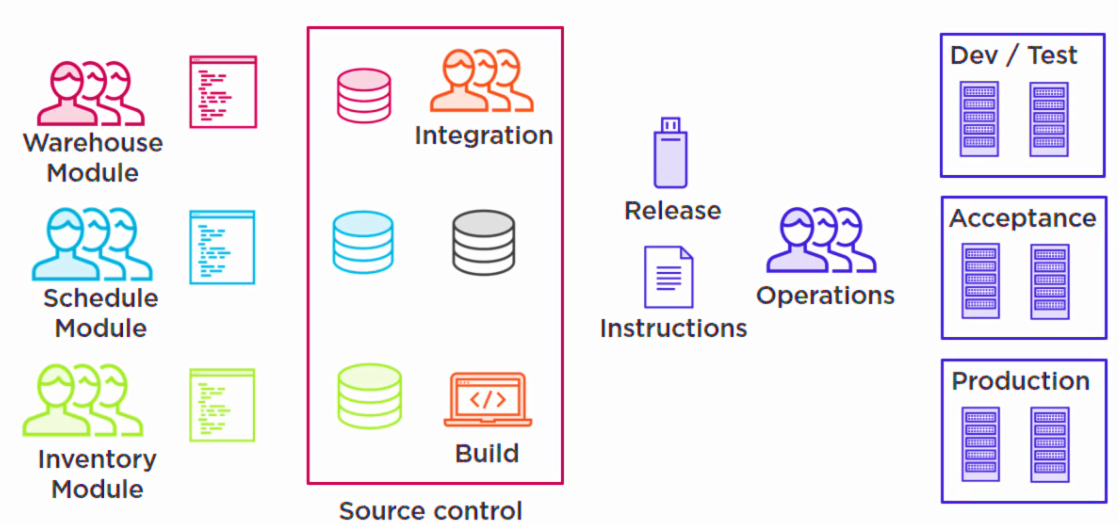 Warehouse
Module
Schedule
Module
Inventory
Module
Integration
</>
Build
Source control
Release
Instructions
Operations
Dev / Test
Acceptance
Production